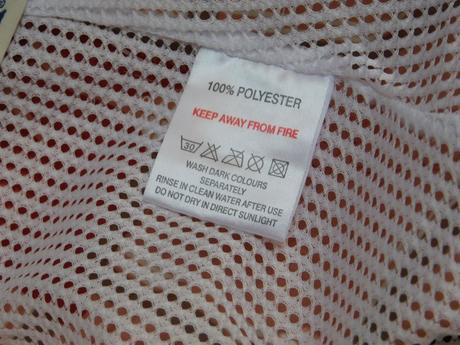 100% POLYESTER
KEEP AWAY FROM FIRE
30
WASH DARK COLOURS
SEPARATELY
RINSE IN CLEAN WATER AFTER USE
DO NOT DRY IN DIRECT SUNLIGHT